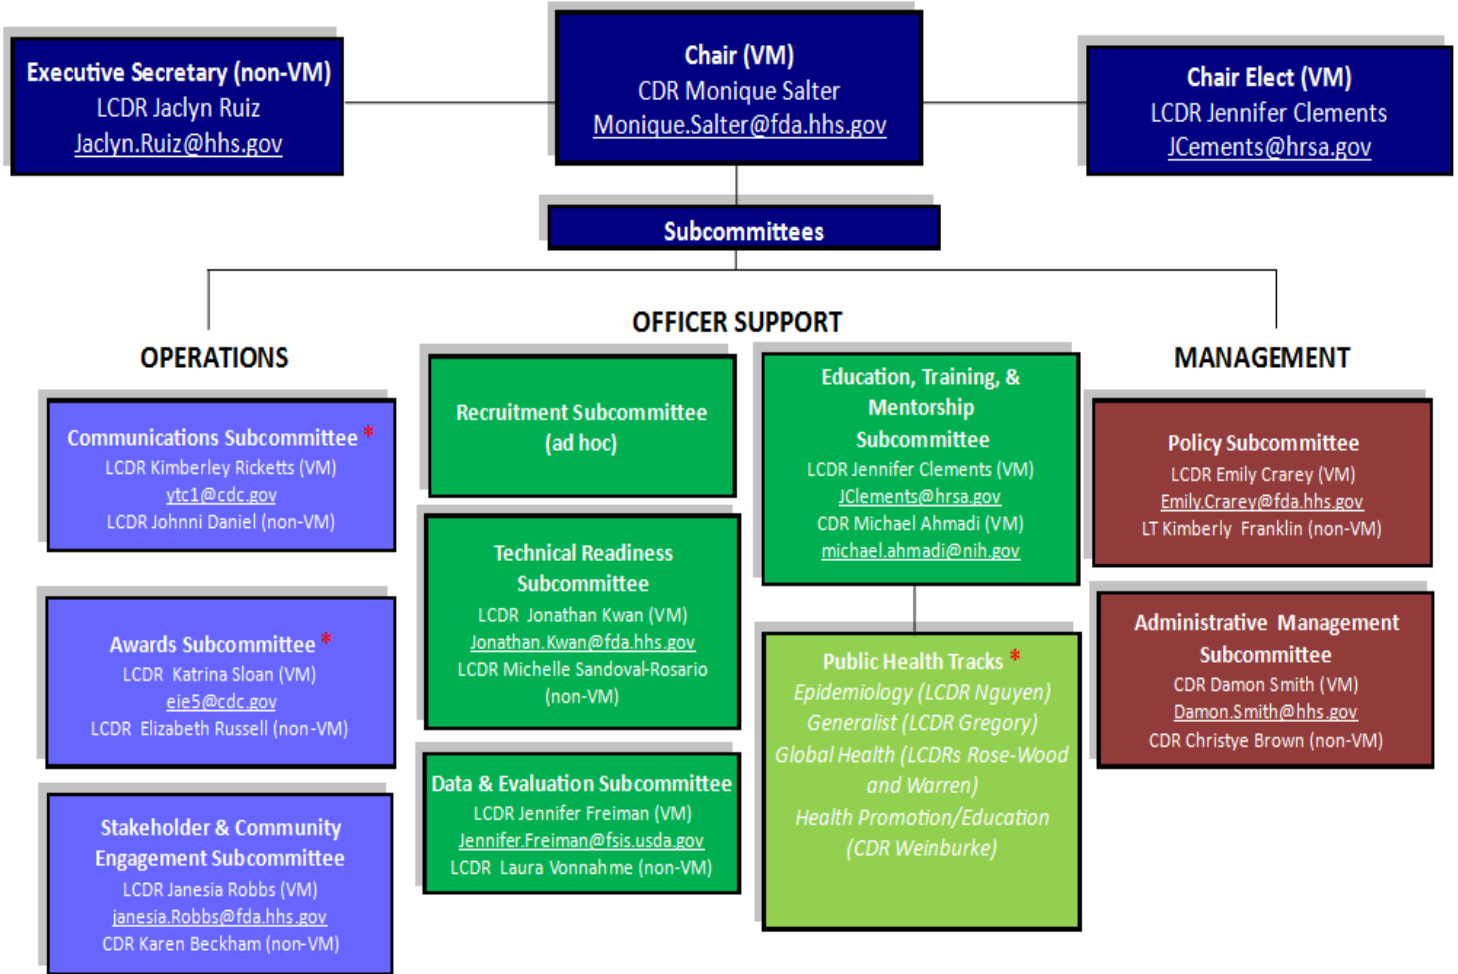 Executive Secretary (non-VM)
LCDR Jaclyn Ruiz
Jaclyn.Ruiz@hhs.gov
Chair (VM)
CDR Monique Salter
Monique.Salter@fda.hhs.gov
Chair Elect (VM)
LCDR Jennifer Clements
JCements@hrsa.gov
Subcommittees
OPERATIONS
Communications Subcommittee *
LCDR Kimberley Ricketts (VM)
ytc1@cdc.gov
LCDR Johnni Daniel (non-VM)
Awards Subcommittee *
LCDR Katrina Sloan (VM)
eie5@cdc.gov
LCDR Elizabeth Russell (non-VM)
Stakeholder & Community
Engagement Subcommittee
LCDR Janesia Robbs (VM)
janesia.Robbs@fda.hhs.gov
CDR Karen Beckham (non-VM)
OFFICER SUPPORT
Recruitment Subcommittee
(ad hoc)
Technical Readiness
Subcommittee
LCDR Jonathan Kwan (VM)
Jonathan.Kwan@fda.hhs.gov
LCDR Michelle Sandoval-Rosario
(non-VM)
Data & Evaluation Subcommittee
LCDR Jennifer Freiman (VM)
Jennifer.Freiman@fsis.usda.gov
LCDR Laura Vonnahme (non-VM)
Education, Training, &
Mentorship
Subcommittee
LCDR Jennifer Clements (VM)
JClements@hrsa.gov
CDR Michael Ahmadi (VM)
michael.ahmadi@nih.gov
Public Health Tracks *
Epidemiology (LCDR Nguyen)
Generalist (LCDR Gregory)
Global Health (LCDRs Rose-Wood
and Warren)
Health Promotion/Education
(CDR Weinburke)
MANAGEMENT
Policy Subcommittee
LCDR Emily Crarey (VM)
Emily.Crarey@fda.hhs.gov
LT Kimberly Franklin (non-VM)
Administrative Management
Subcommittee
CDR Damon Smith (VM)
Damon.Smith@hhs.gov
CDR Christye Brown (non-VM)